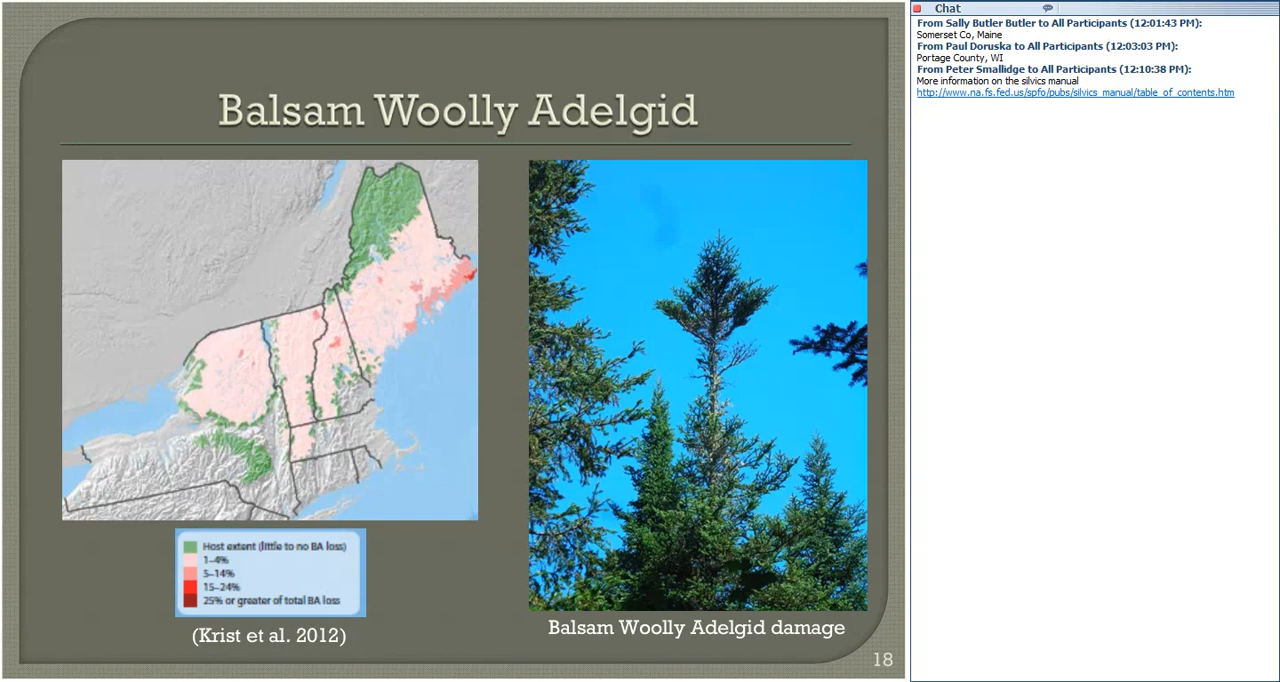 Balsam Woolly Adelgid
Host extent (little to no BA loss)
1–4%
5–14%
15–24%
25% or greater of total BA loss
(Krist et al. 2012)
Balsam Woolly Adelgid damage
18
Chat
From Sally Butler Butler to All Participants (12:01:43 PM):
Somerset Co, Maine
From Paul Doruska to All Participants (12:03:03 PM):
Portage County, WI
From Peter Smallidge to All Participants (12:10:38 PM):
More information on the silvics manual
http://www.na.fs.fed.us/spfo/pubs/silvics_manual/table_of_contents.htm